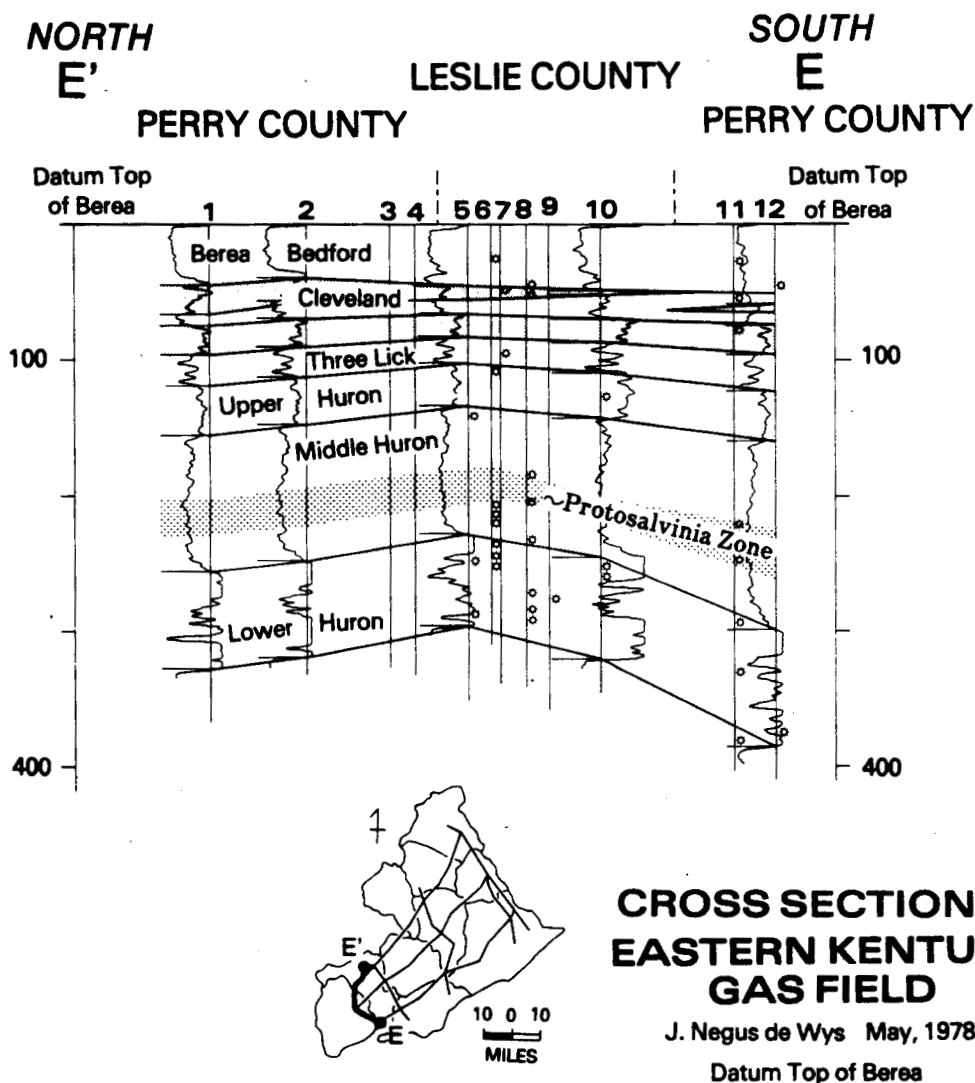 NORTH
E'
SOUTH
E
LESLIE COUNTY
PERRY COUNTY
PERRY COUNTY
Datum Top
of Berea
1 2 3 4 5 6 7 8 9 10 11 12
Datum Top
of Berea
Berea Bedford
Cleveland
100
Three Lick
100
Upper Huron
Middle Huron
~Protosalvinia Zone
Lower Huron
400
400
E'
E
10 0 10
MILES
CROSS SECTION
EASTERN KENTU
GAS FIELD
J. Negus de Wys May, 1978
Datum Top of Berea